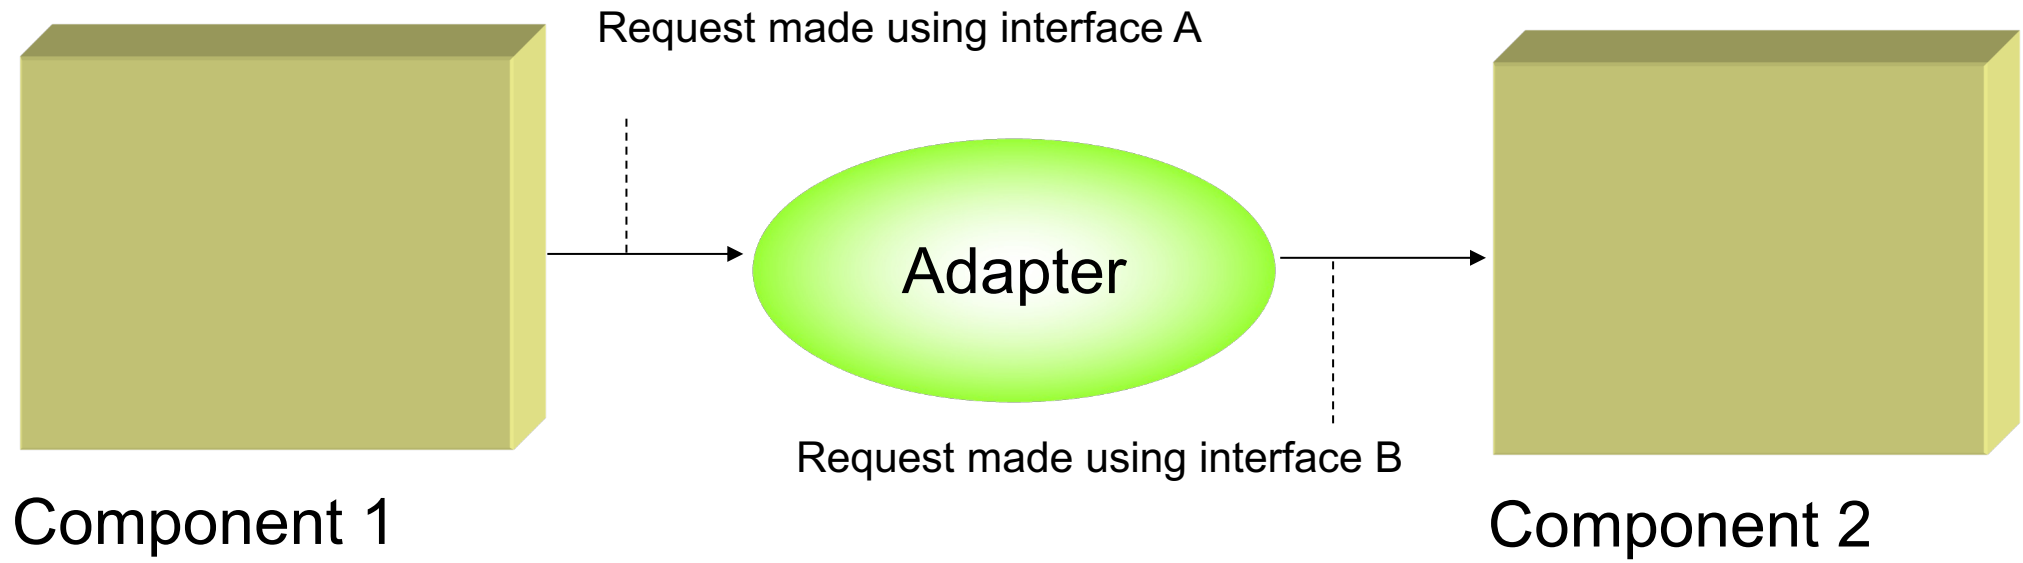 Request made using interface A
Adapter
Request made using interface B
Component 1
Component 2